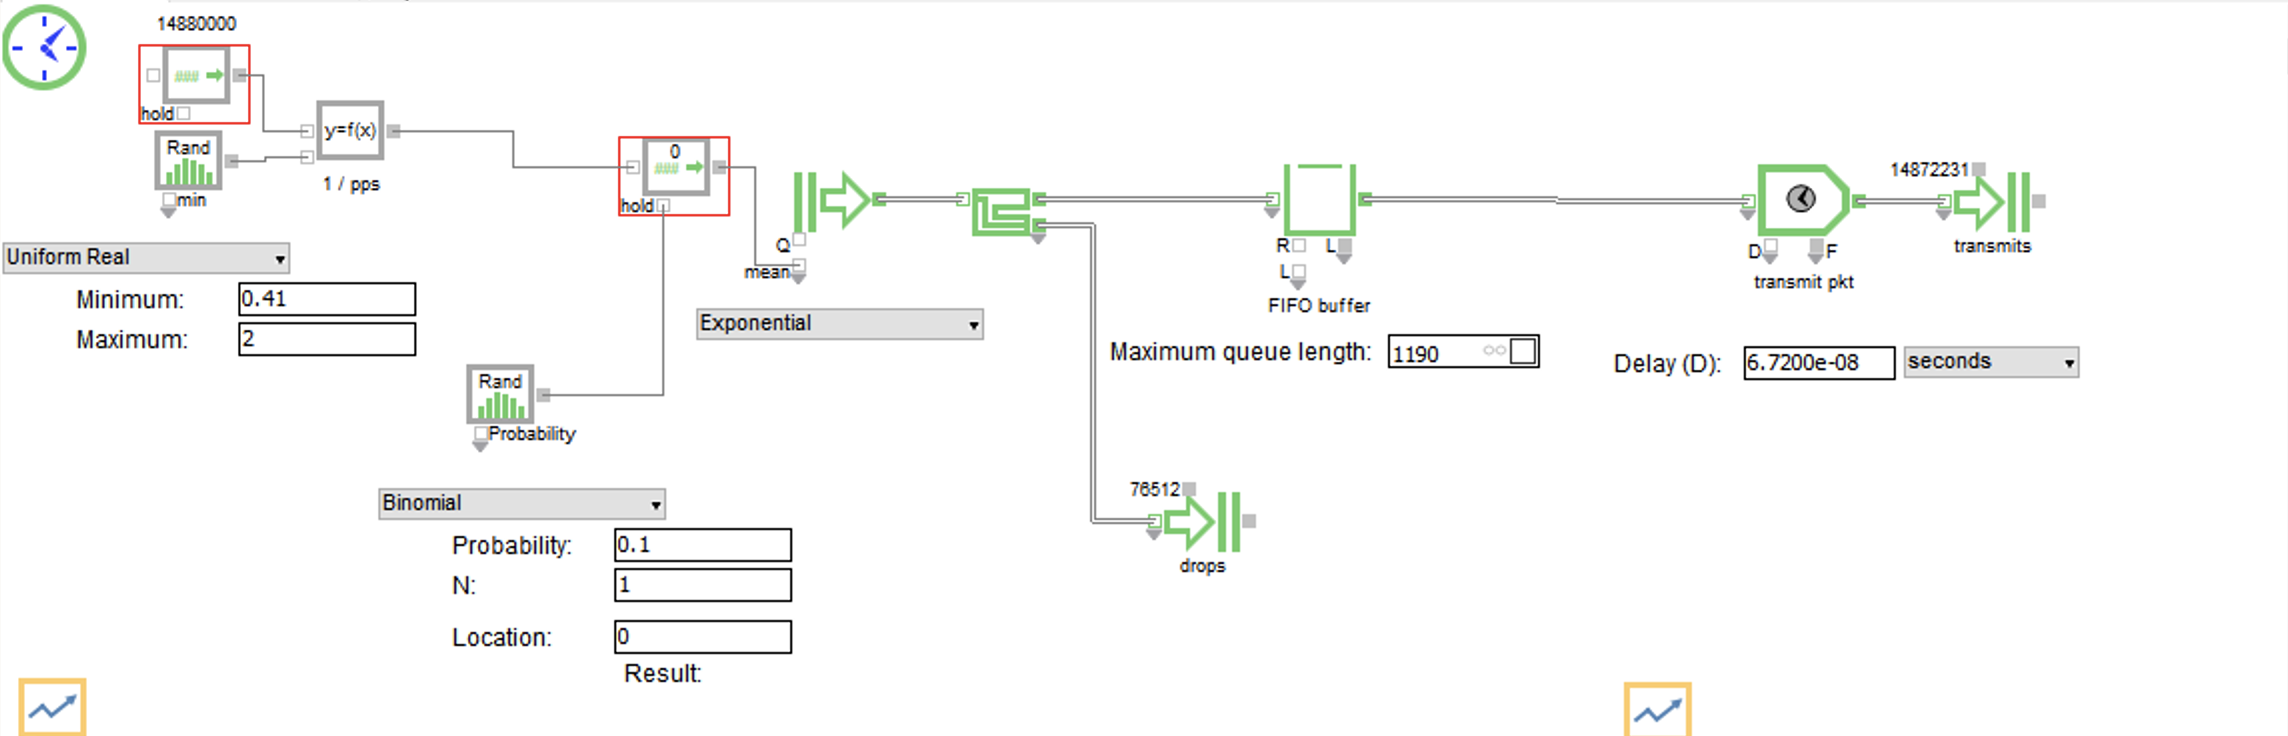 14880000
###
hold
Rand
min
y=f(x)
1 / pps
Uniform Real
Minimum: 0.41
Maximum: 2
0
###
hold
Q
mean
Exponential
Rand
Probability
Binomial
Probability: 0.1
N: 1
Location: 0
Result:
R L
L
FIFO buffer
Maximum queue length: 1190
76512
drops
D F
transmit pkt
Delay (D): 6.7200e-08 seconds
14872231
transmits